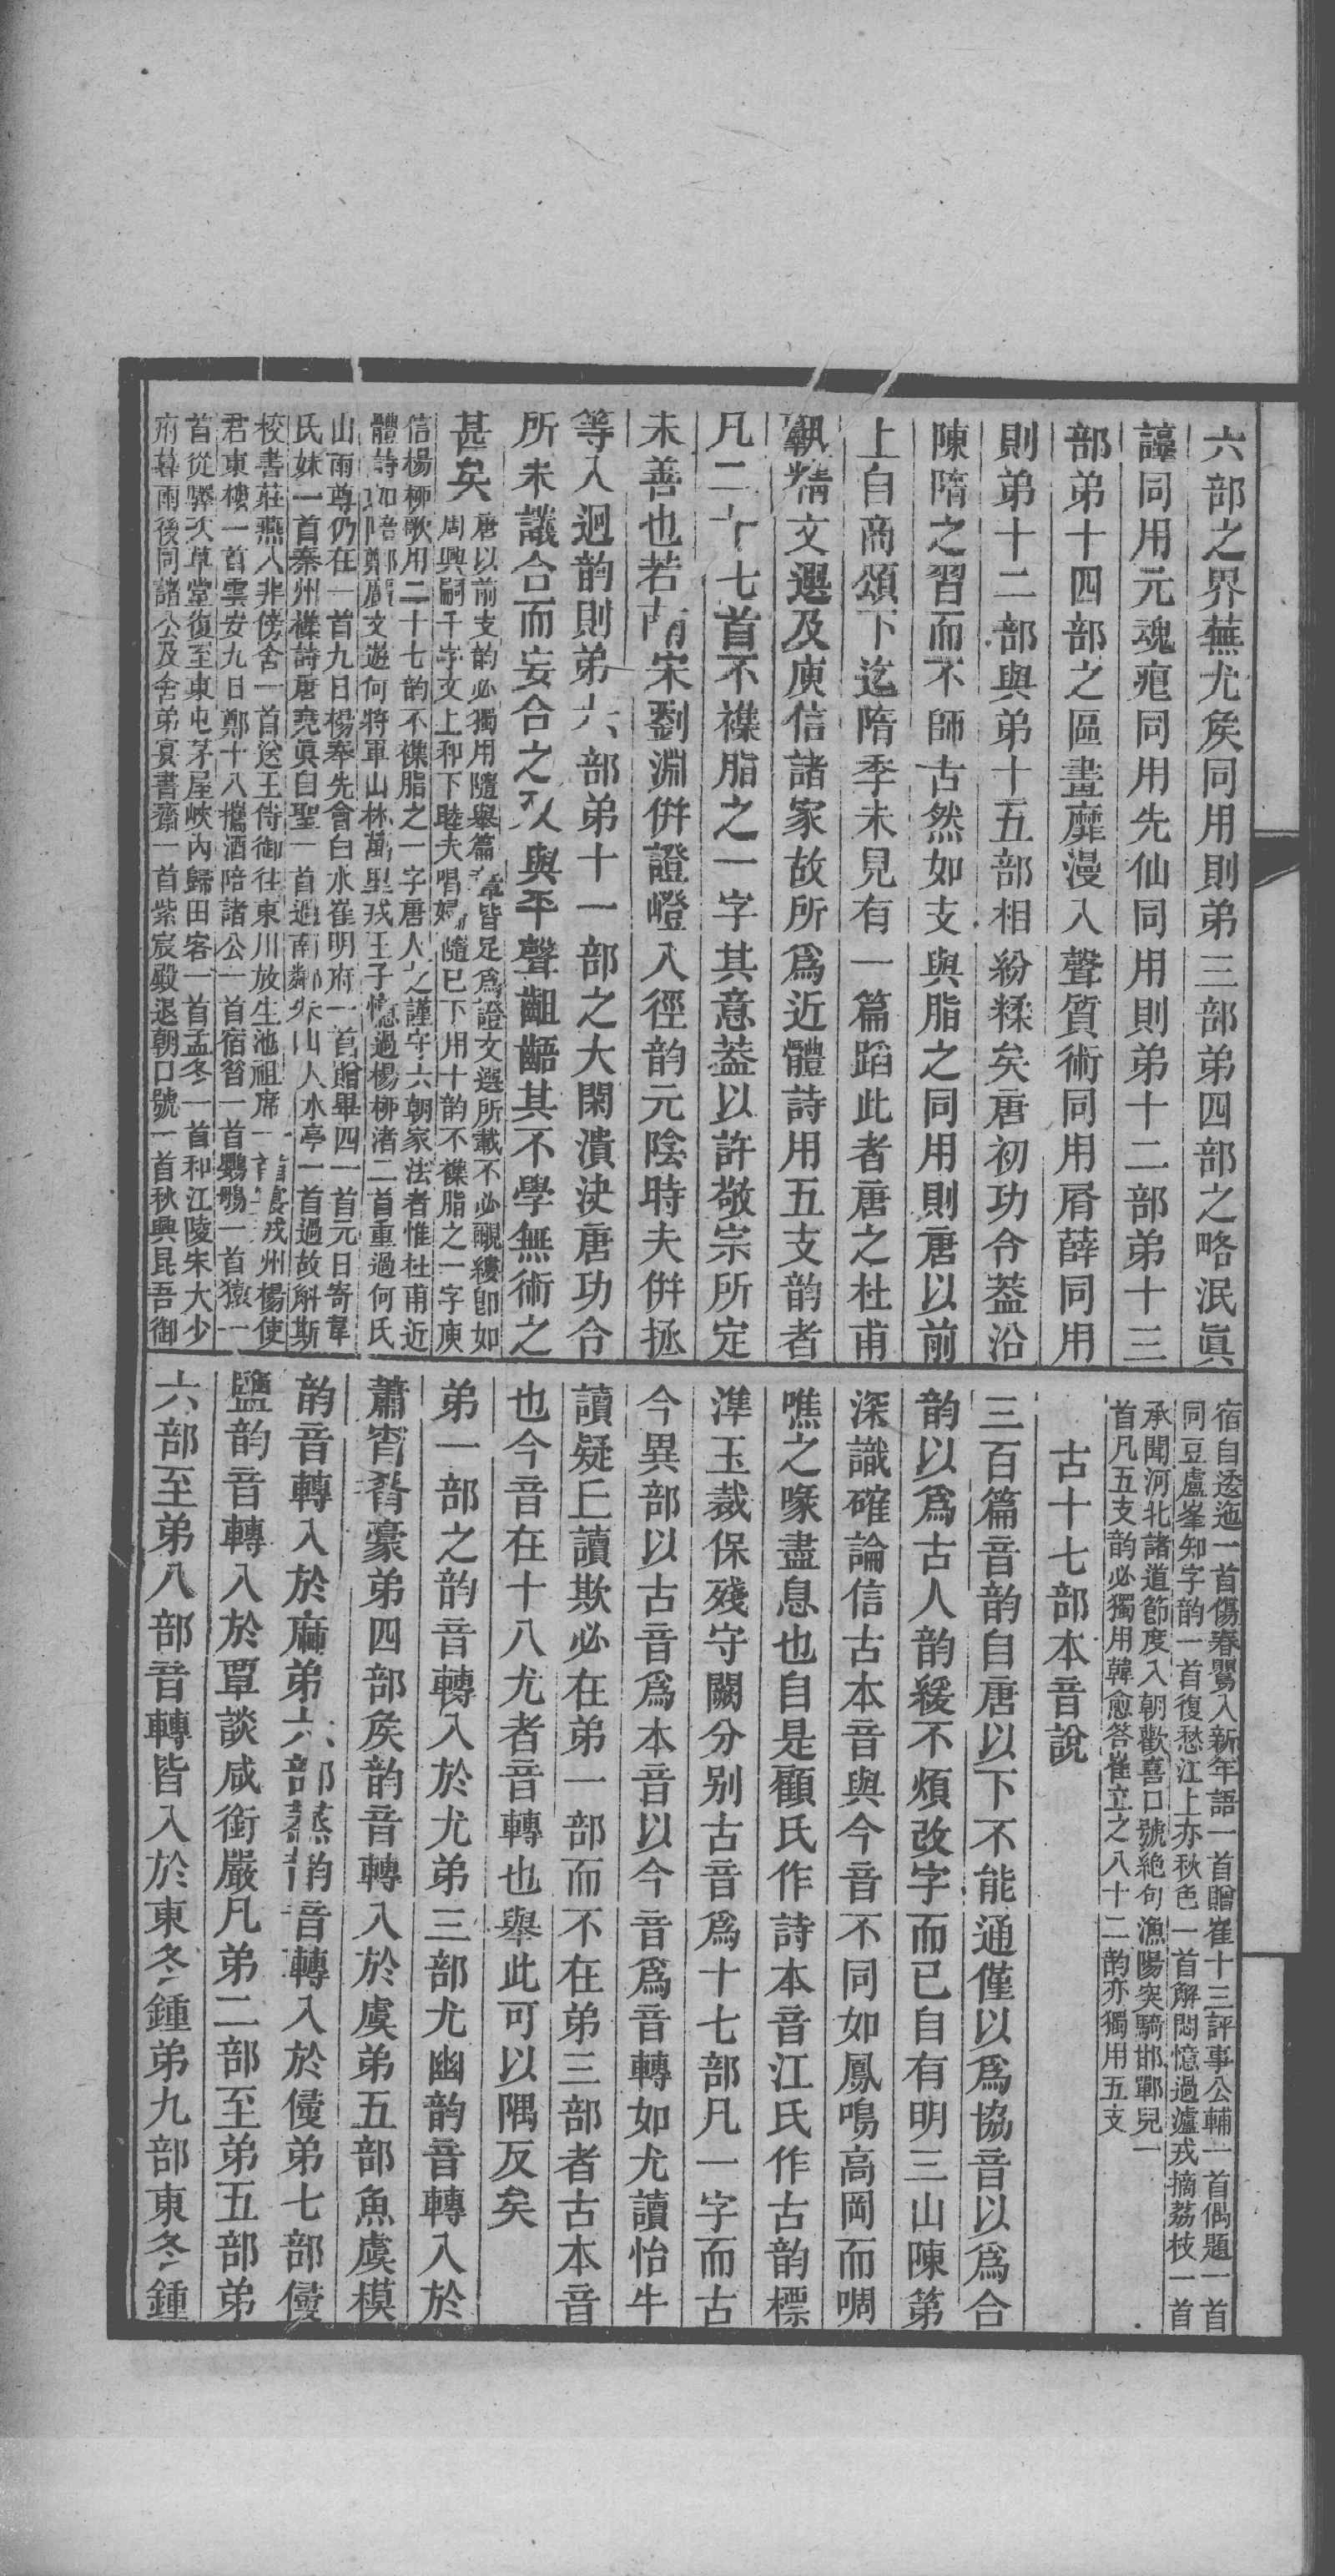 六部之界蕪尤矦同用則弟三部弟四部之略泯眞
諄同用元魂痕同用先仙同用則弟十二部弟十三
部弟十四部之區畫靡漫入聲質術同用屑薛同用
則弟十二部與弟十五部相紛糅矣唐初功令葢沿
陳隋之習而不師古然如支與脂之同用則唐以前
上自商頌下迄隋季未見有一篇蹈此者唐之杜甫
孰精文選及庾信諸家故所爲近體詩用五支韵者
凡二十七首不襍脂之一字其意葢以許敬宗所定
未善也若南宋劉淵併證嶝入徑韵元陰時夫併拯
等入迥韵則弟六部弟十一部之大閑潰決唐功令
所未議合而妄合之又與平聲齟齬其不學無術之
甚矣
唐以前支韵必獨用隨舉篇章皆足爲證文選所載不必覼縷卽如
周興嗣千字文上和下睦夫唱婦隨已下用十韵不襍脂之一字庾
信楊柳歌用二十七韵不襍脂之一字唐人之謹守六朝家法者惟杜甫近
體詩如陪鄭廣文遊何將軍山林萬里戎王子憶過楊柳渚二首重過何氏
山雨尊仍在一首九日楊奉先會白水崔明府一首贈畢四一首元日寄韋
氏妹一首秦州襍詩唐堯眞自聖一首過南鄰朱山人水亭一首過故斛斯
校書莊燕入非傍舍一首送王侍御往東川放生池祖席一首宴戎州楊使
君東樓一首雲安九日鄭十八攜酒陪諸公一首宿昔一首鸚鵡一首猿一
首從驛次草堂復至東屯茅屋峽內歸田客一首孟冬一首和江陵宋大少
府暮雨後同諸公及舍弟宴書齋一首紫宸殿退朝口號一首秋興昆吾御
宿自逶迤一首傷春鶯入新年語一首贈崔十三評事公輔一首偶題一首
同豆盧峯知字韵一首復愁江上亦秋色一首解悶憶過瀘戎摘荔枝一首
承聞河北諸道節度入朝歡喜口號絶句漁陽突騎邯鄲兒一
首凡五支韵必獨用韓愈答崔立之八十二韵亦獨用五支
古十七部本音說
三百篇音韵自唐以下不能通僅以爲協音以爲合
韵以爲古人韵緩不煩改字而已自有明三山陳第
深識確論信古本音與今音不同如鳳鳴高岡而啁
噍之喙盡息也自是顧氏作詩本音江氏作古韵標
準玉裁保殘守闕分别古音爲十七部凡一字而古
今異部以古音爲本音以今音爲音轉如尤讀怡牛
讀疑丘讀欺必在弟一部而不在弟三部者古本音
也今音在十八尤者音轉也舉此可以隅反矣
弟一部之韵音轉入於尤弟三部尤幽韵音轉入於
蕭宵肴豪弟四部矦韵音轉入於虞弟五部魚虞模
韵音轉入於麻弟六部蒸韵音轉入於侵弟七部侵
鹽韵音轉入於覃談咸銜嚴凡弟二部至弟五部弟
六部至弟八部音轉皆入於東冬鍾弟九部東冬鍾